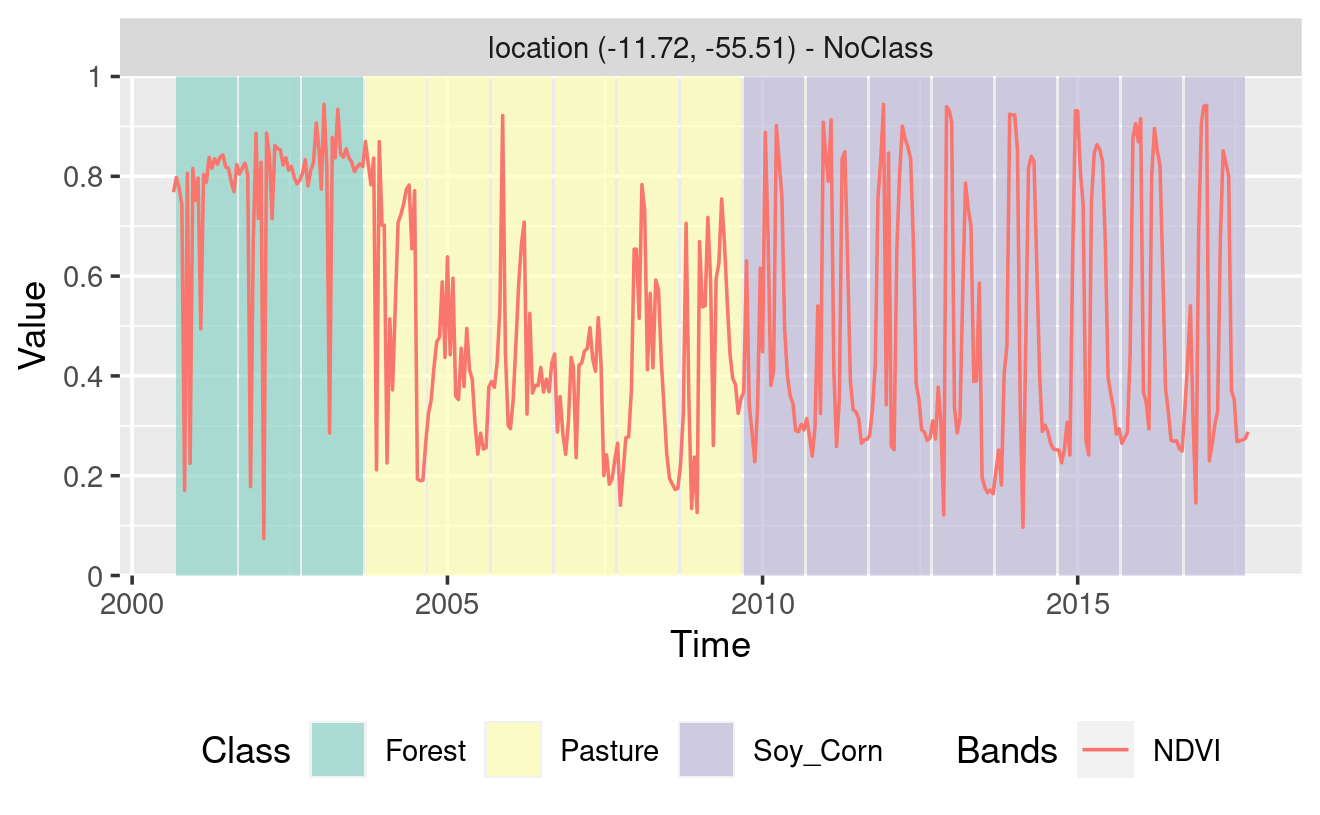 location (-11.72, -55.51) - NoClass
1
0.8
0.6
0.4
0.2
0
Value
2000 2005 2010 2015
Time
Class Forest Pasture Soy_Corn Bands NDVI